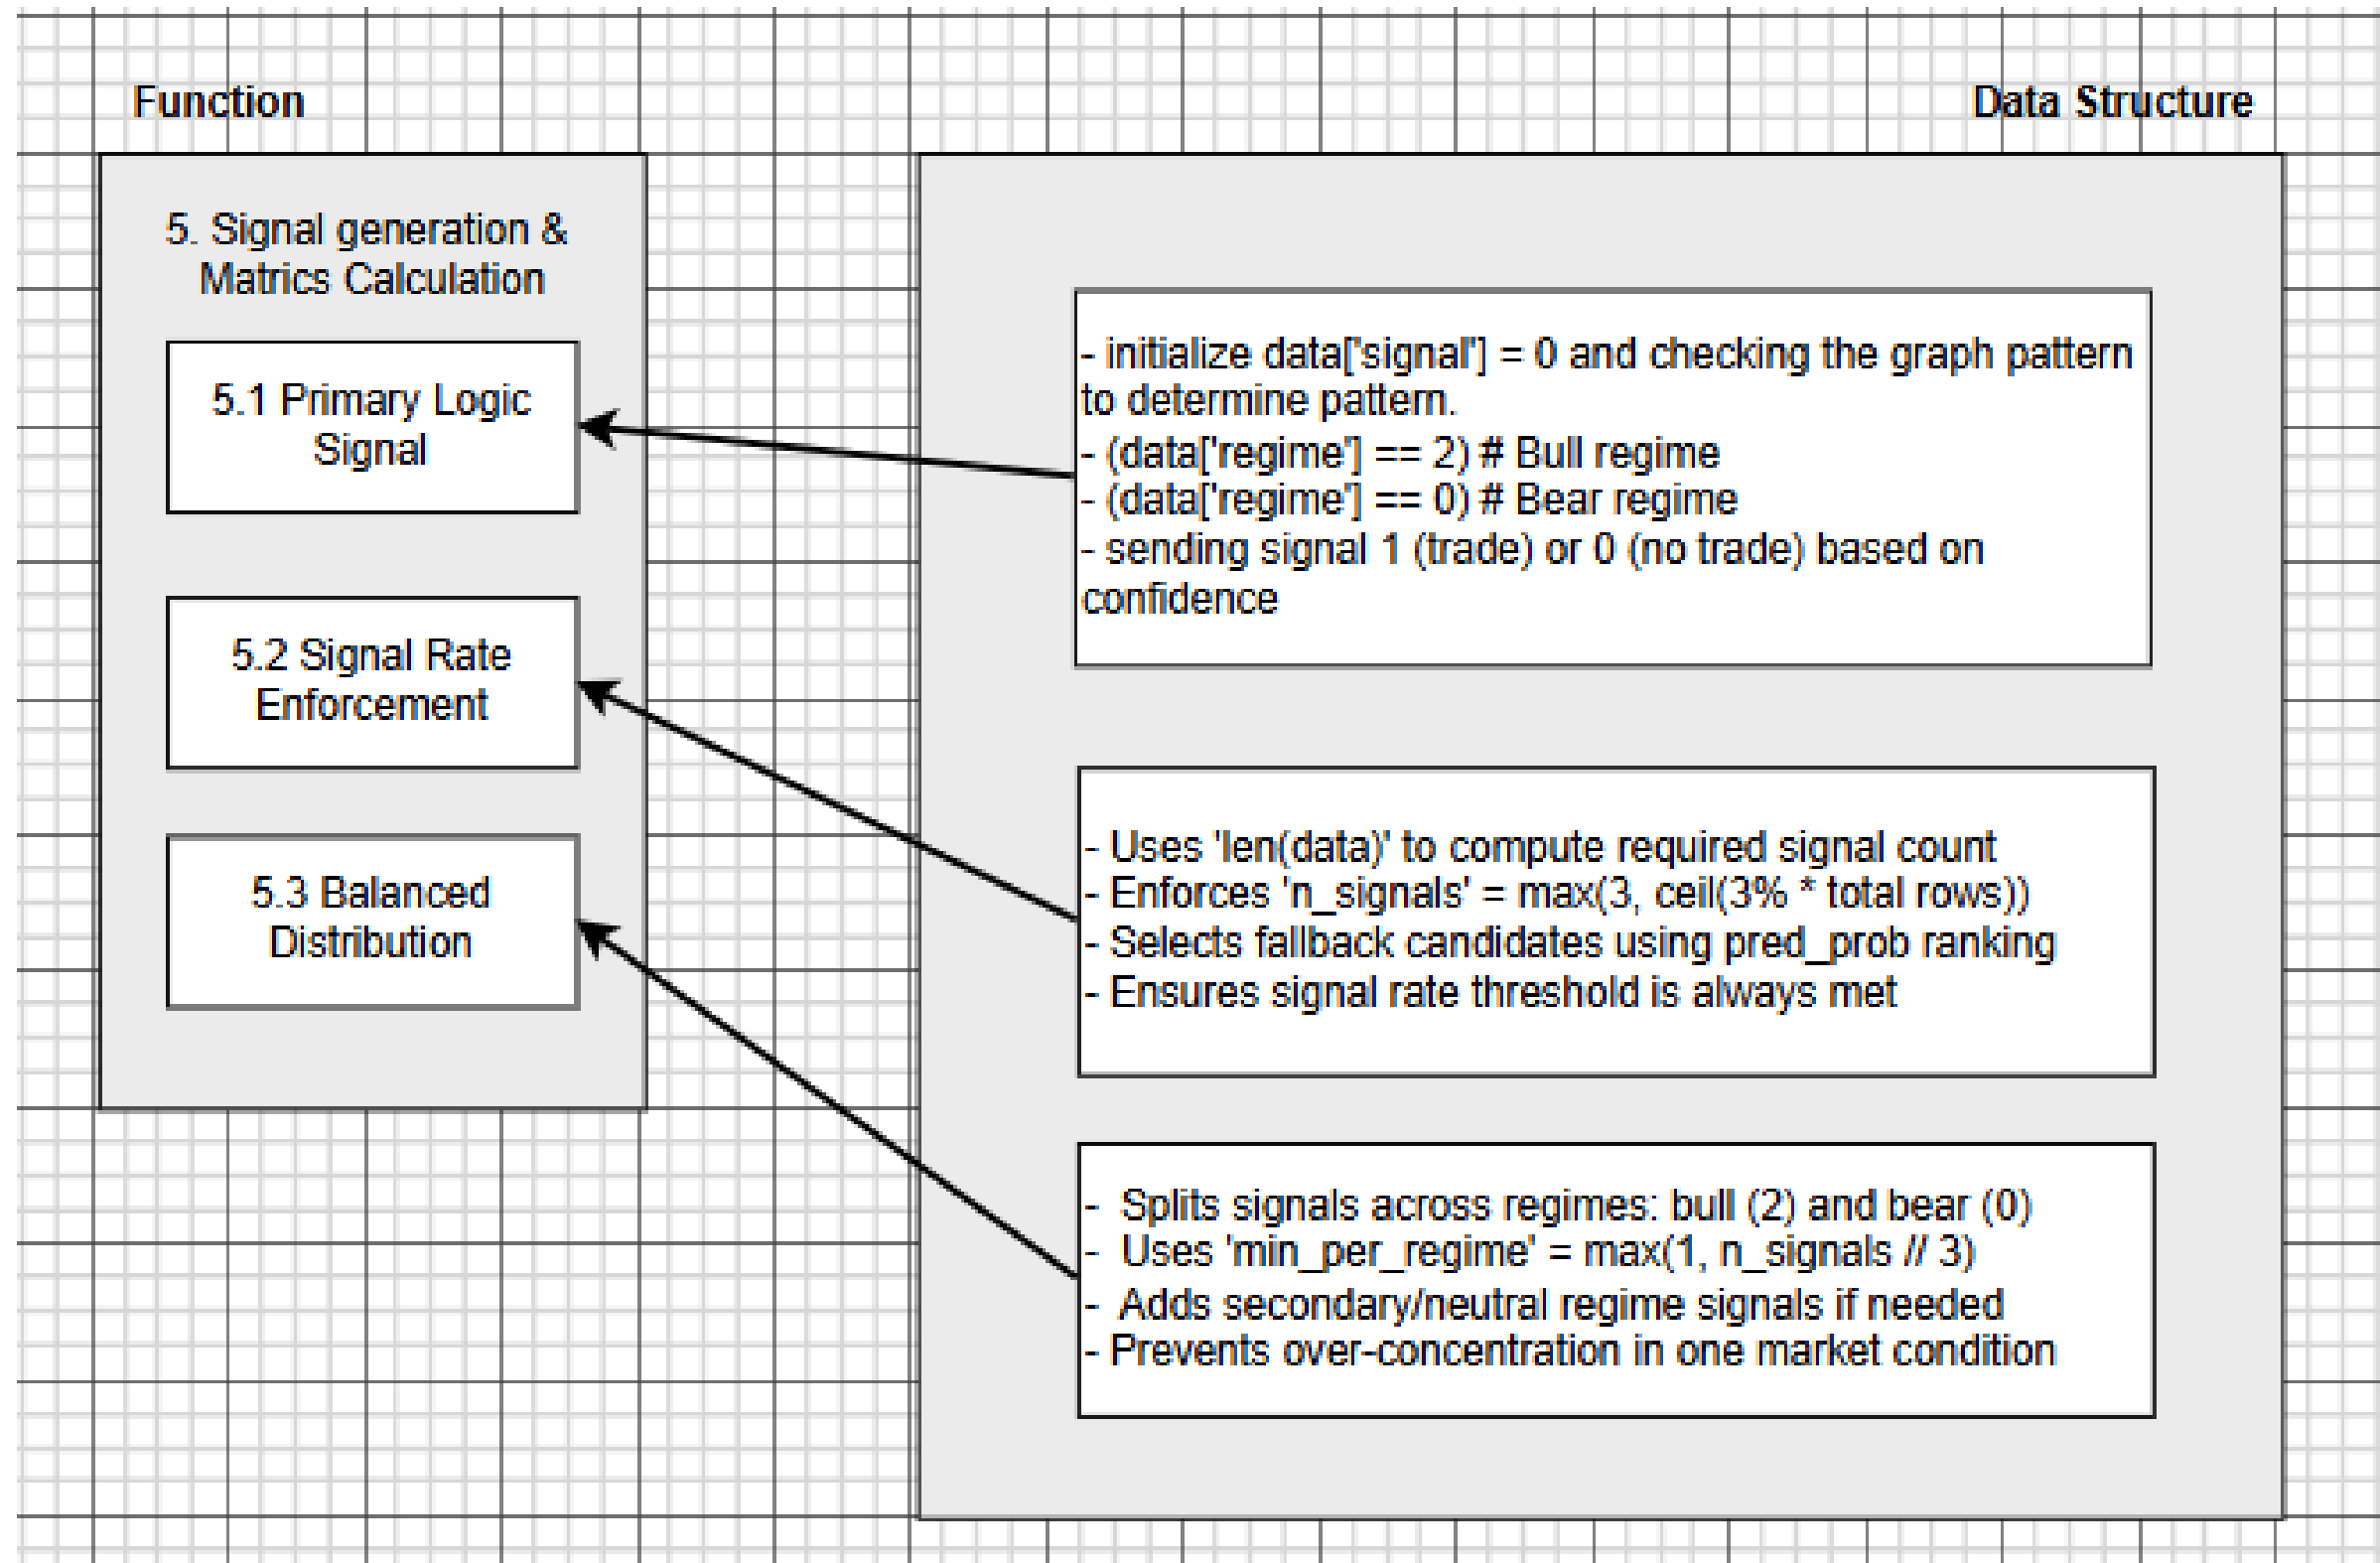 Function
Data Structure
5. Signal generation &
Matrics Calculation
5.1 Primary Logic
Signal
5.2 Signal Rate
Enforcement
5.3 Balanced
Distribution
- initialize data['signal'] = 0 and checking the graph pattern
to determine pattern.
- (data['regime'] == 2) # Bull regime
- (data['regime'] == 0) # Bear regime
- sending signal 1 (trade) or 0 (no trade) based on
confidence
- Uses 'len(data)' to compute required signal count
- Enforces 'n_signals' = max(3, ceil(3% * total rows))
- Selects fallback candidates using pred_prob ranking
- Ensures signal rate threshold is always met
- Splits signals across regimes: bull (2) and bear (0)
- Uses 'min_per_regime' = max(1, n_signals // 3)
- Adds secondary/neutral regime signals if needed
- Prevents over-concentration in one market condition